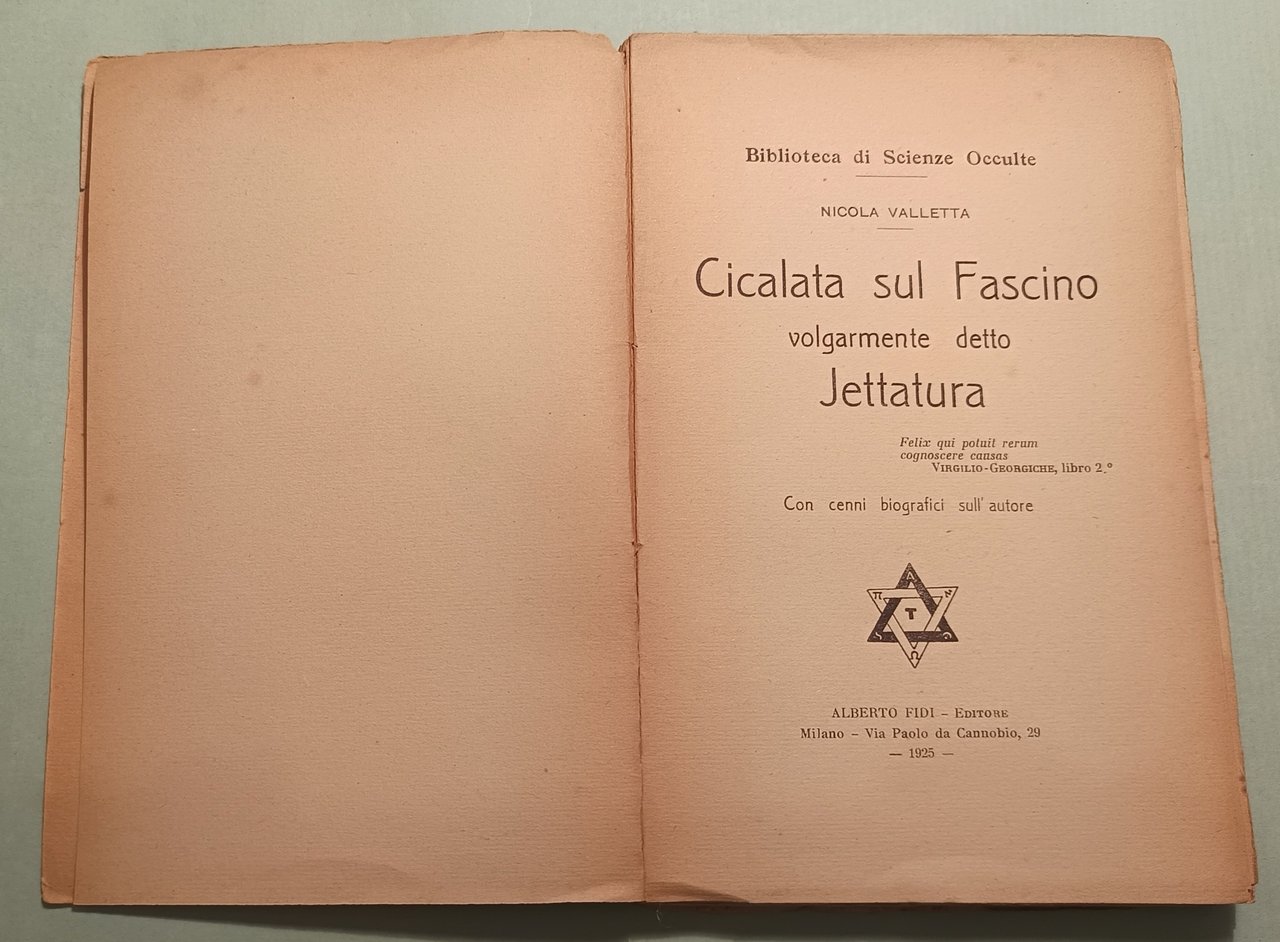 Biblioteca di Scienze Occulte
NICOLA VALLETTA
Cicalata sul Fascino
volgarmente detto
Jettatura
Felix qui potuit rerum
cognoscere causas
VIRGILIO-GEORGICHE, libro 2.º
Con cenni biografici sull' autore
A
Π
T
Ω
ALBERTO FIDI - EDITORE
Milano - Via Paolo da Cannobio, 29
— 1925 —